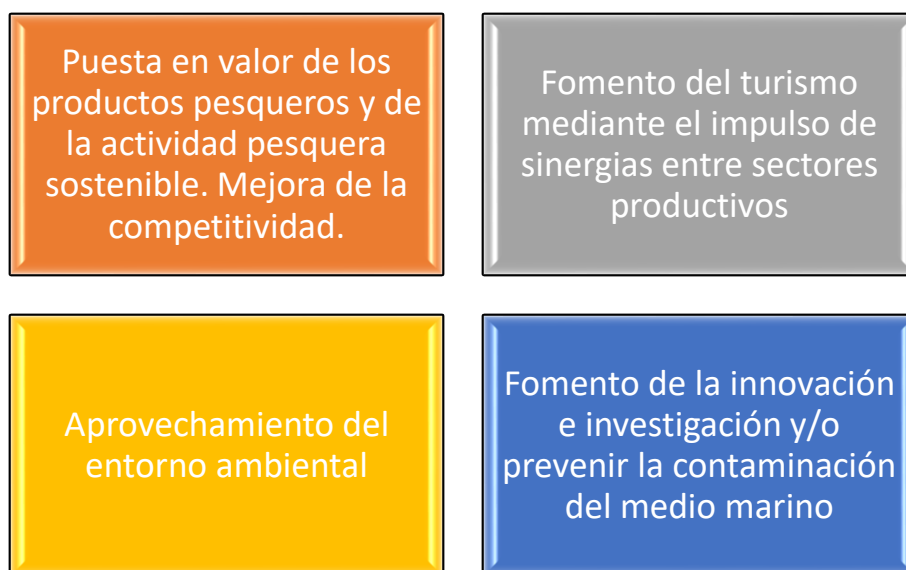 Puesta en valor de los
productos pesqueros y de
la actividad pesquera
sostenible. Mejora de la
competitividad.
Fomento del turismo
mediante el impulso de
sinergias entre sectores
productivos
Aprovechamiento del
entorno ambiental
Fomento de la innovación
e investigación y/o
prevenir la contaminación
del medio marino